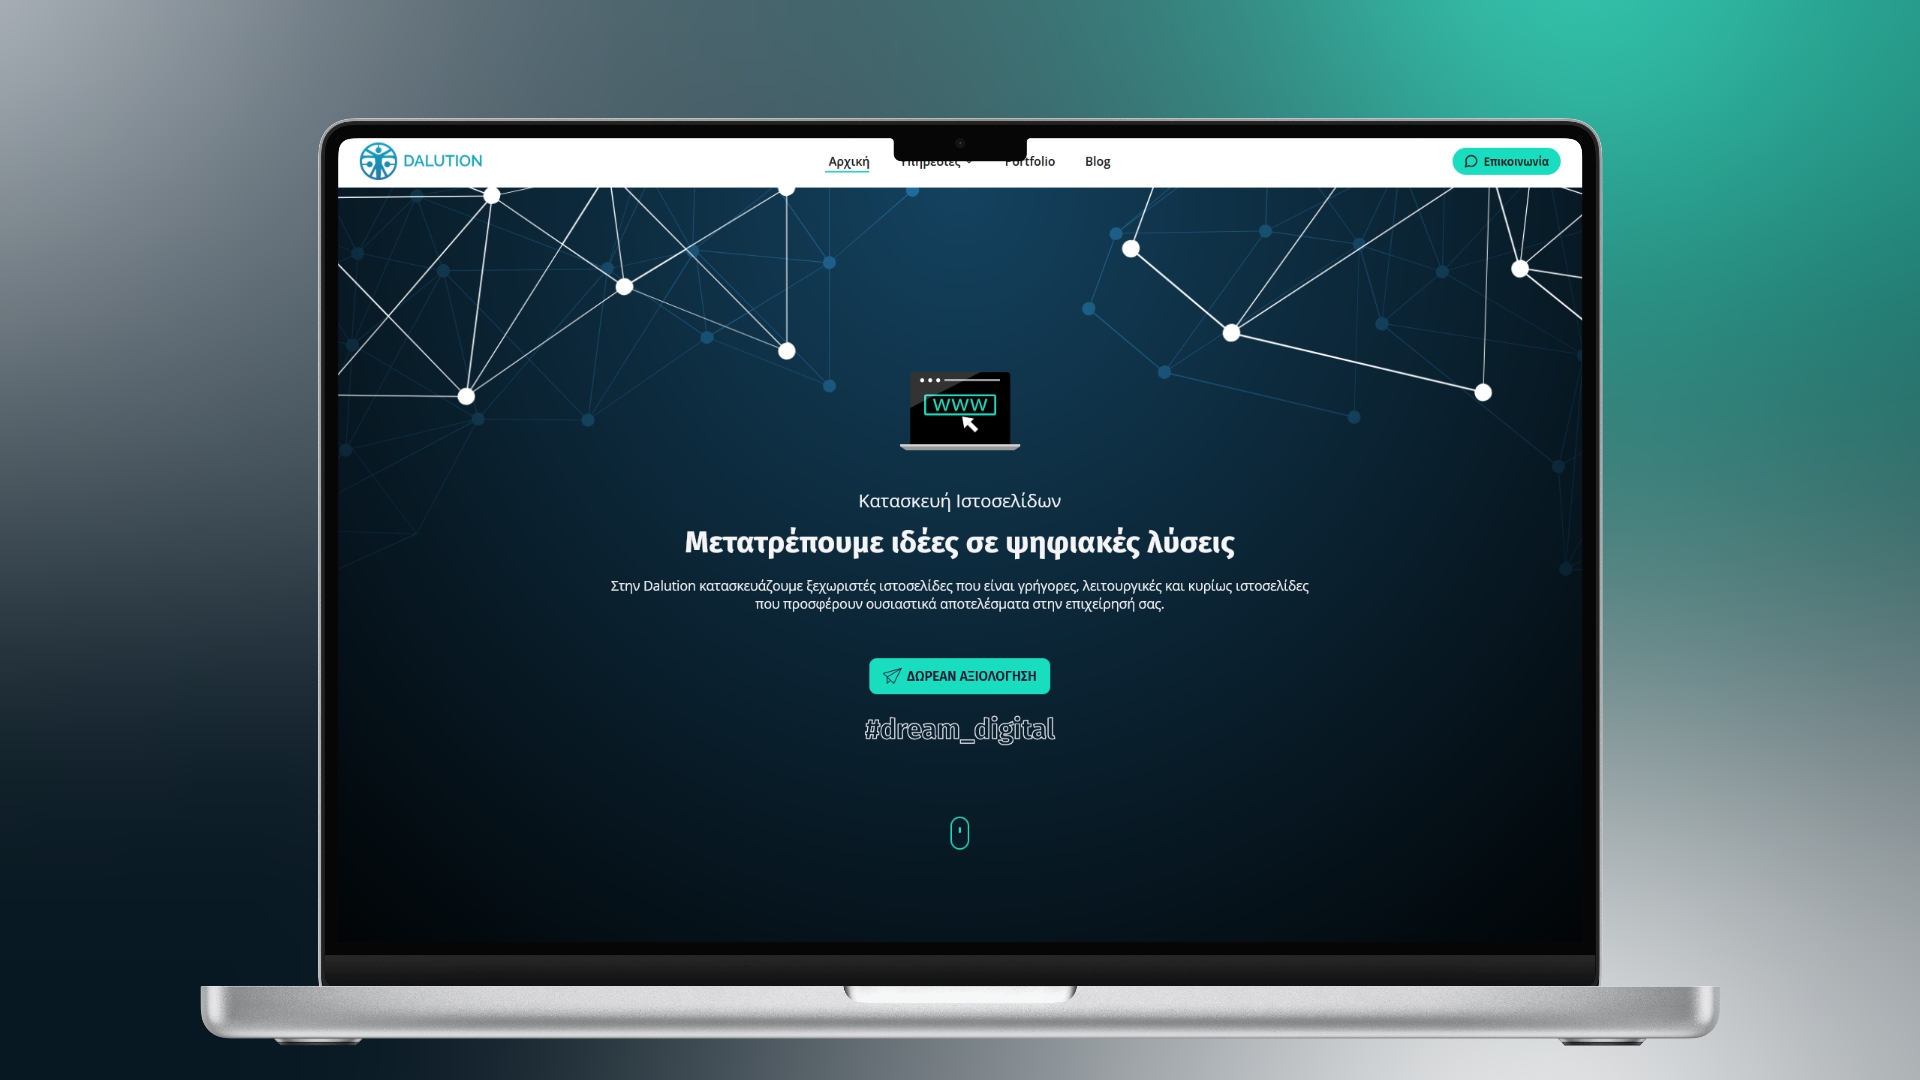 DALUTION
Αρχική Υπηρεσίες Portfolio Blog
Επικοινωνία
WWW
Κατασκευή Ιστοσελίδων
Μετατρέπουμε ιδέες σε ψηφιακές λύσεις
Στην Dalution κατασκευάζουμε ξεχωριστές ιστοσελίδες που είναι γρήγορες, λειτουργικές και κυρίως ιστοσελίδες
που προσφέρουν ουσιαστικά αποτελέσματα στην επιχείρησή σας.
ΔΩΡΕΑΝ ΑΞΙΟΛΟΓΗΣΗ
#dream_digital